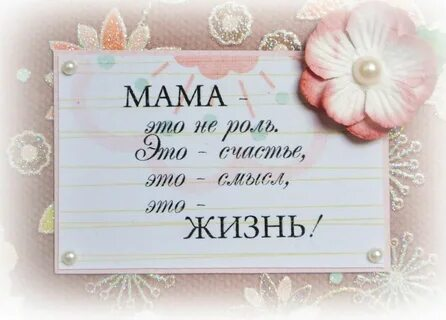 МАМА -
это не роль.
Это - счастье,
это - смысл,
это -
ЖИЗНЬ!